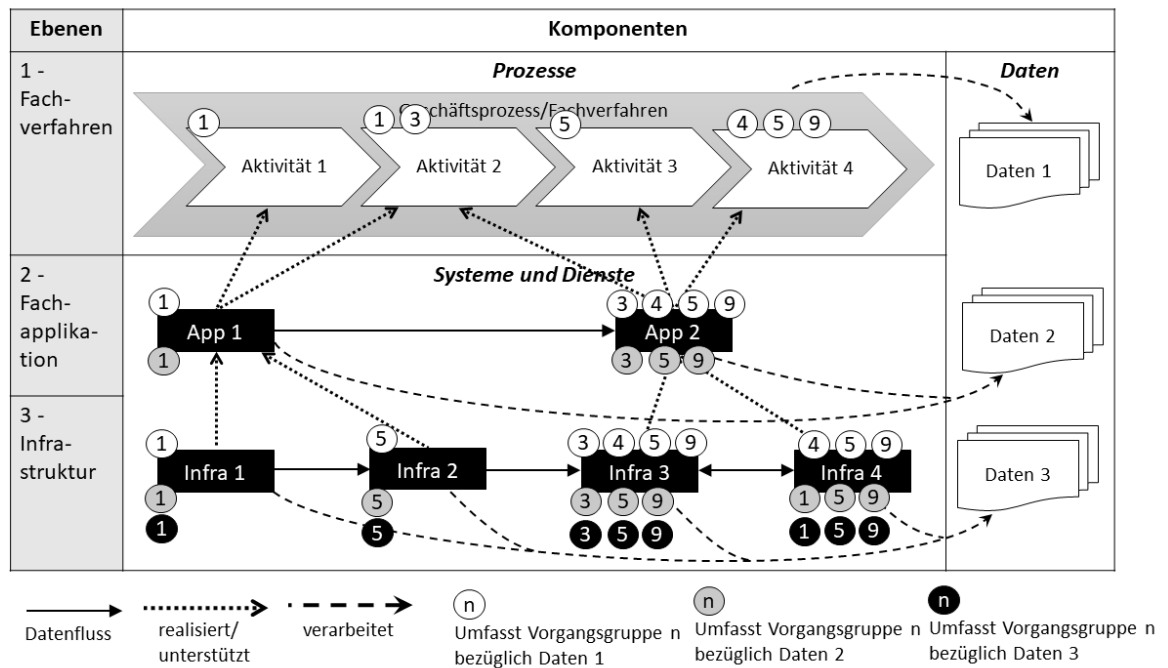 Ebenen
Komponenten
1 -
Fach-
verfahren
Prozesse
Daten
Geschäftsprozess/Fachverfahren
1
1 3
5
4 5 9
Aktivität 1
Aktivität 2
Aktivität 3
Aktivität 4
Daten 1
2 -
Fach-
applika-
tion
Systeme und Dienste
1
3 4 5 9
App 1
App 2
1
3 5 9
Daten 2
3 -
Infra-
struktur
1
5
3 4 5 9
4 5 9
Infra 1
Infra 2
Infra 3
Infra 4
1
5
3 5 9
1 5 9
1
5
3 5 9
1 5 9
Daten 3
Datenfluss
realisiert/
unterstützt
verarbeitet
n
Umfasst Vorgangsgruppe n
bezüglich Daten 1
n
Umfasst Vorgangsgruppe n
bezüglich Daten 2
n
Umfasst Vorgangsgruppe n
bezüglich Daten 3